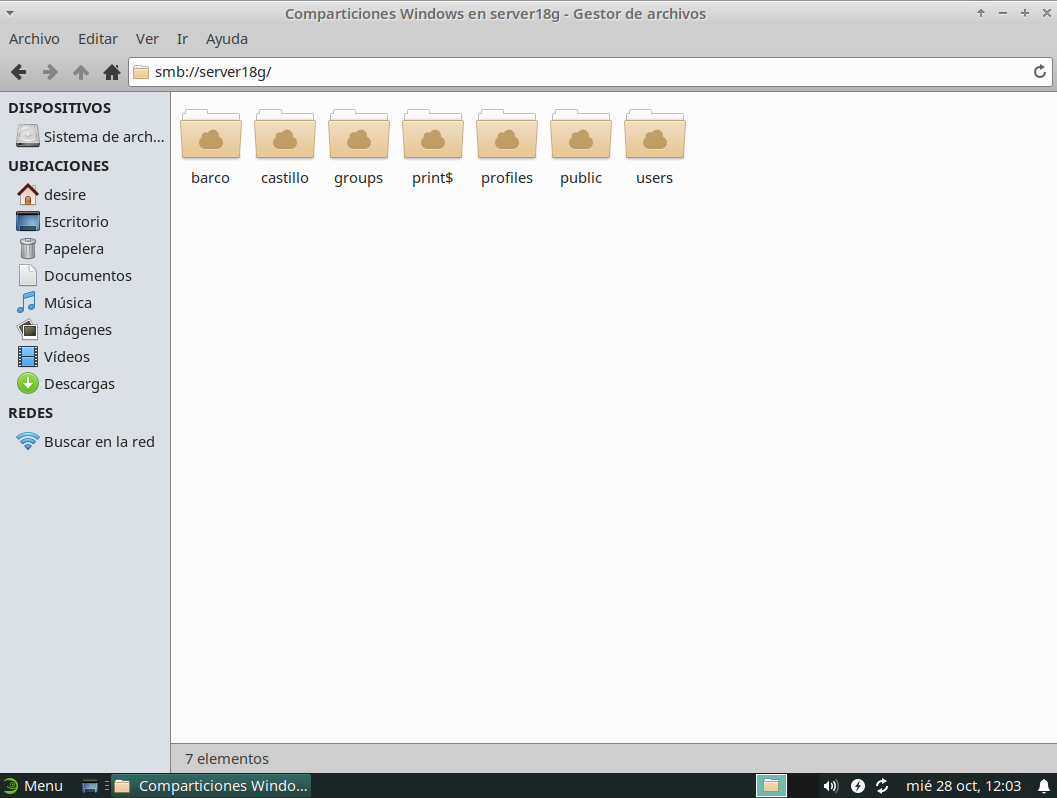 Comparticiones Windows en server18g - Gestor de archivos
Archivo Editar Ver Ir Ayuda
smb://server18g/
DISPOSITIVOS
Sistema de arch...
UBICACIONES
desire
Escritorio
Papelera
Documentos
Música
Imágenes
Vídeos
Descargas
REDES
Buscar en la red
barco castillo groups print$ profiles public users
7 elementos
Menu Comparticiones Windo... mié 28 oct, 12:03